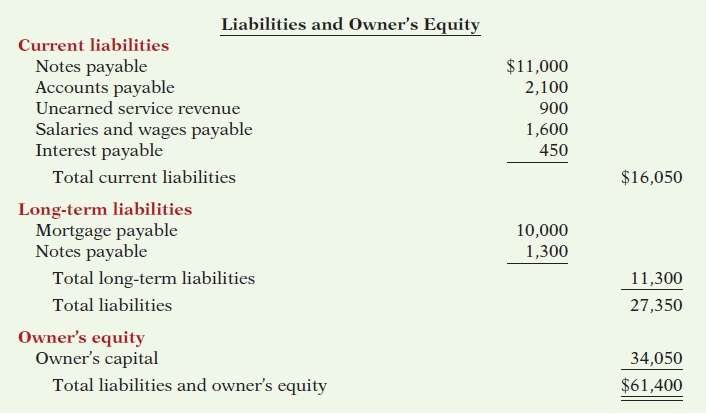 Liabilities and Owner's Equity
Current liabilities
Notes payable $11,000
Accounts payable 2,100
Unearned service revenue 900
Salaries and wages payable 1,600
Interest payable 450
Total current liabilities $16,050
Long-term liabilities
Mortgage payable 10,000
Notes payable 1,300
Total long-term liabilities 11,300
Total liabilities 27,350
Owner's equity
Owner's capital 34,050
Total liabilities and owner's equity $61,400